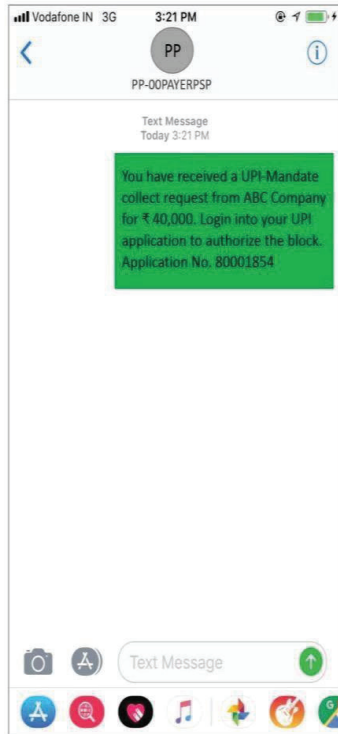 Vodafone IN 3G 3:21 PM
PP
PP-OOPAYERPSP
Text Message
Today 3:21 PM
You have received a UPI-Mandate
collect request from ABC Company
for ₹ 40,000. Login into your UPI
application to authorize the block.
Application No. 80001854
Text Message
G